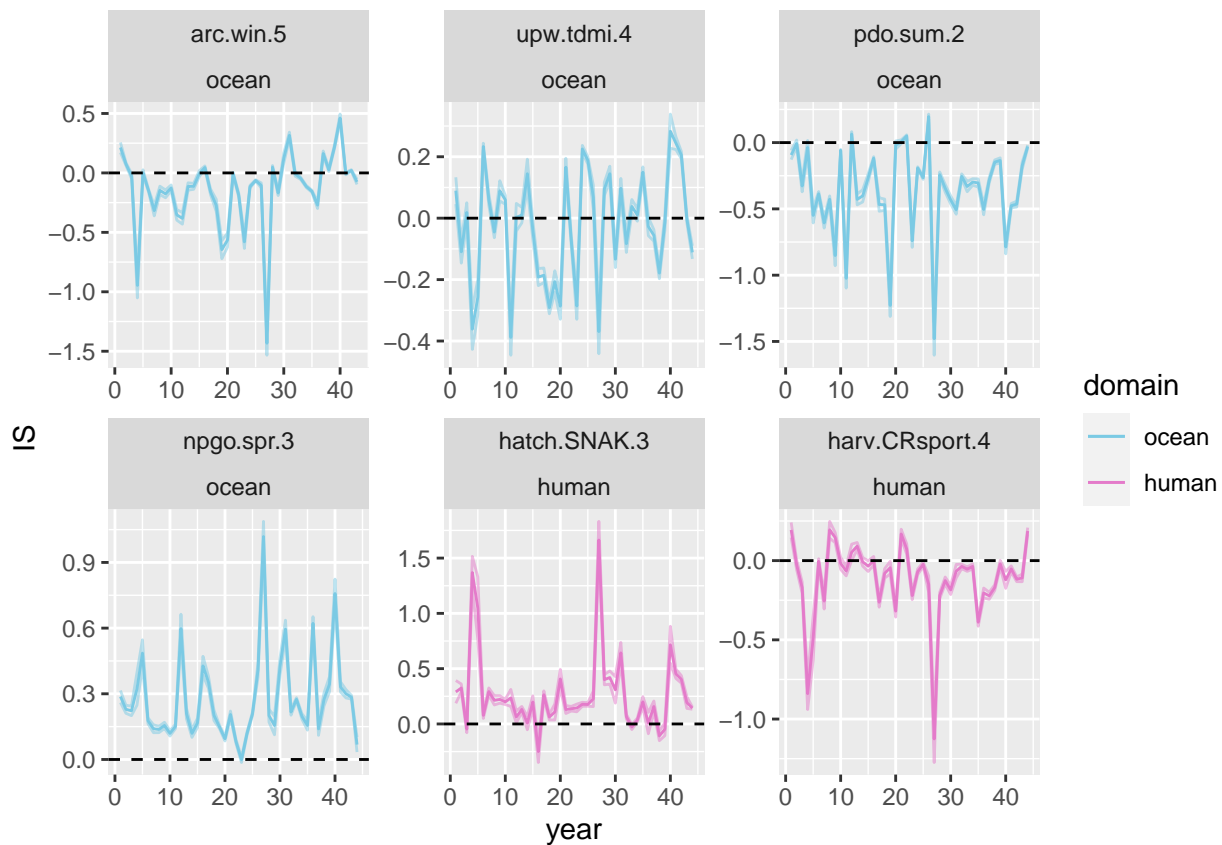 arc.win.5
ocean
upw.tdmi.4
ocean
pdo.sum.2
ocean
0.5
0.0
−0.5
−1.0
−1.5
0 10 20 30 40
0.2
0.0
−0.2
−0.4
0 10 20 30 40
0.0
−0.5
−1.0
−1.5
0 10 20 30 40
npgo.spr.3
ocean
hatch.SNAK.3
human
harv.CRsport.4
human
0.9
0.6
0.3
0.0
0 10 20 30 40
1.5
1.0
0.5
0.0
0 10 20 30 40
0.0
−0.5
−1.0
0 10 20 30 40
IS
year
domain
ocean
human